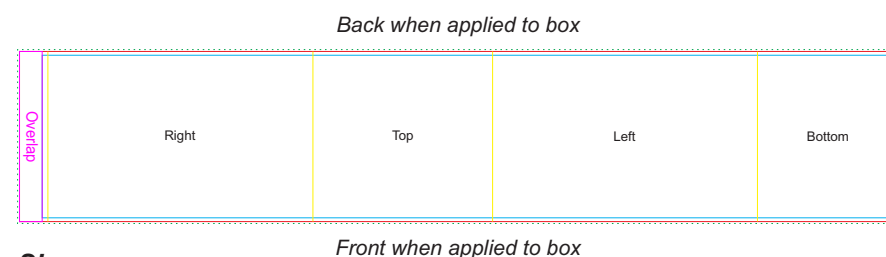 Back when applied to box
Overlap
Right
Top
Left
Bottom
Front when applied to box